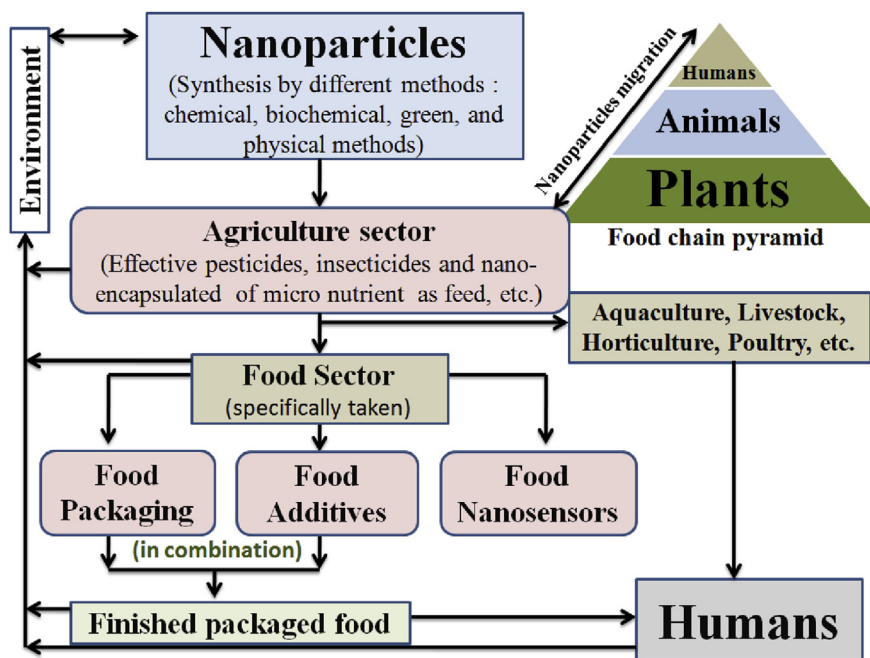 Environment
Nanoparticles
(Synthesis by different methods :
chemical, biochemical, green, and
physical methods)
Nanoparticles migration
Humans
Animals
Plants
Food chain pyramid
Agriculture sector
(Effective pesticides, insecticides and nano-
encapsulated of micro nutrient as feed, etc.)
Aquaculture, Livestock,
Horticulture, Poultry, etc.
Food Sector
(specifically taken)
Food
Packaging
Food
Additives
Food
Nanosensors
(in combination)
Finished packaged food
Humans